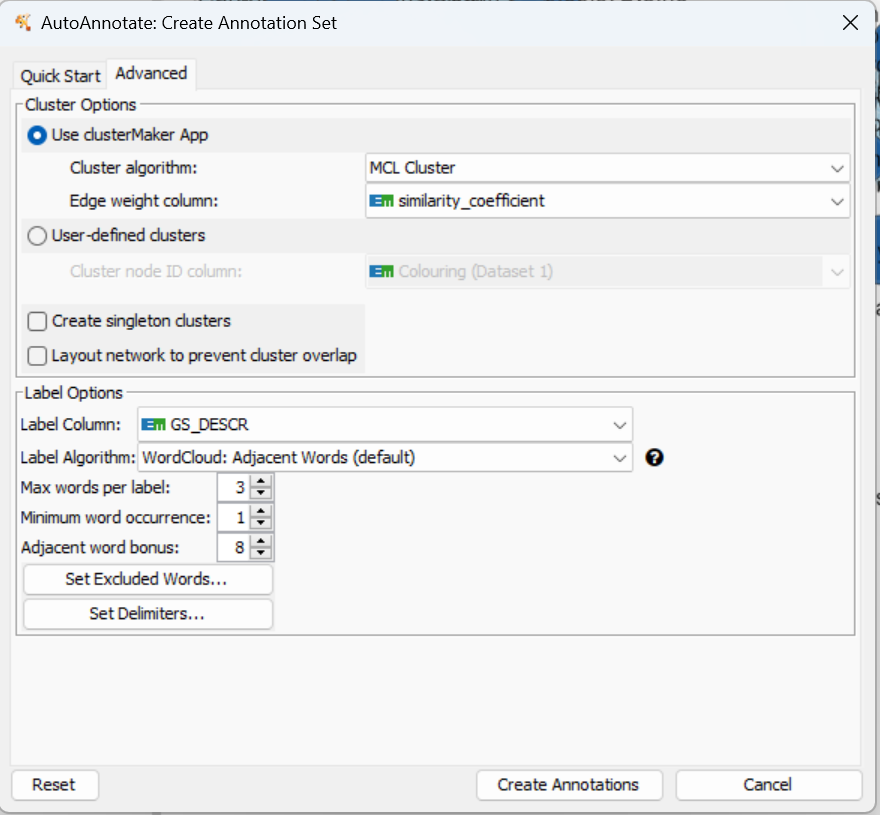 AutoAnnotate: Create Annotation Set
Quick Start Advanced
Cluster Options
Use clusterMaker App
Cluster algorithm: MCL Cluster
Edge weight column: Em similarity_coefficient
User-defined clusters
Cluster node ID column: Em Colouring (Dataset 1)
Create singleton clusters
Layout network to prevent cluster overlap
Label Options
Label Column: Em GS_DESCR
Label Algorithm: WordCloud: Adjacent Words (default) ?
Max words per label: 3
Minimum word occurrence: 1
Adjacent word bonus: 8
Set Excluded Words...
Set Delimiters...
Reset Create Annotations Cancel